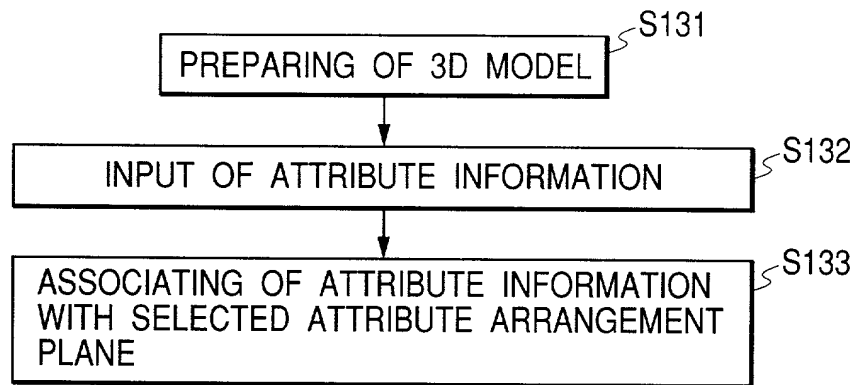 S131
PREPARING OF 3D MODEL
S132
INPUT OF ATTRIBUTE INFORMATION
S133
ASSOCIATING OF ATTRIBUTE INFORMATION
WITH SELECTED ATTRIBUTE ARRANGEMENT
PLANE